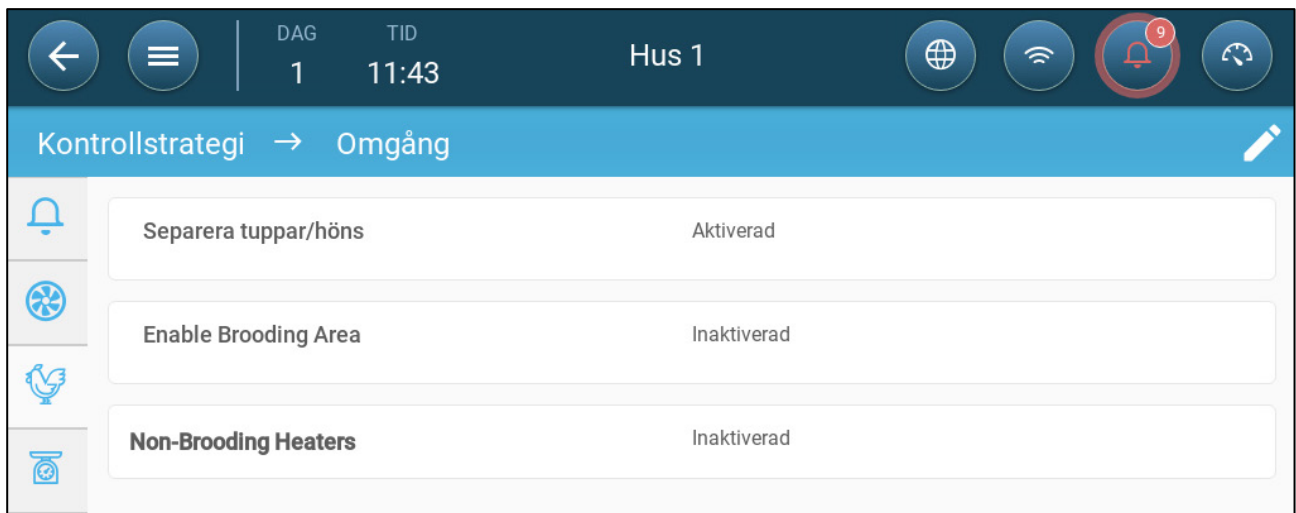 DAG TID
1 11:43
Hus 1
9
Kontrollstrategi → Omgång
Separera tuppar/höns Aktiverad
Enable Brooding Area Inaktiverad
Non-Brooding Heaters Inaktiverad